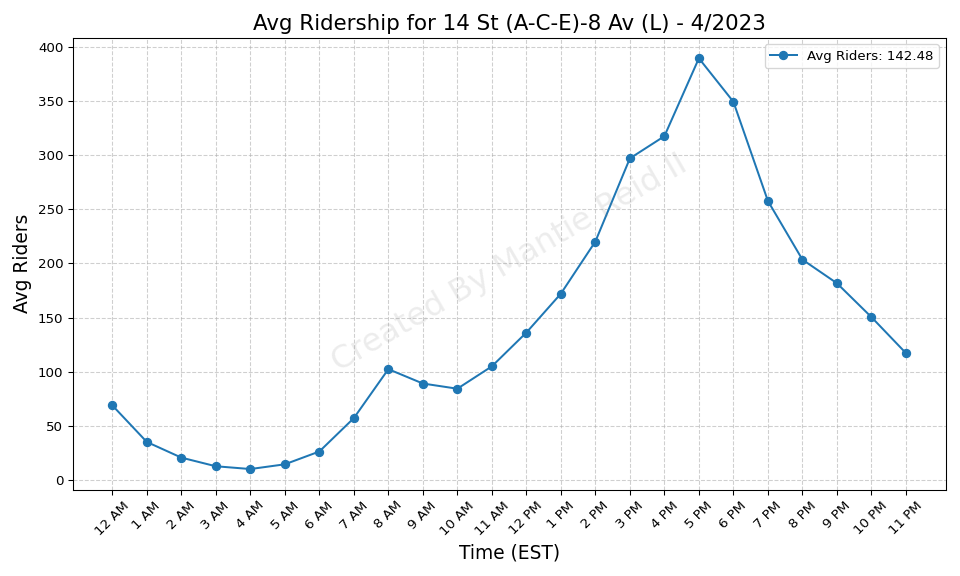 Avg Ridership for 14 St (A-C-E)-8 Av (L) - 4/2023
Avg Riders: 142.48
400
350
300
250
200
150
100
50
0
Avg Riders
Created By Mantle Reid II
12 AM
1 AM
2 AM
3 AM
4 AM
5 AM
6 AM
7 AM
8 AM
9 AM
10 AM
11 AM
12 PM
1 PM
2 PM
3 PM
4 PM
5 PM
6 PM
7 PM
8 PM
9 PM
10 PM
11 PM
Time (EST)